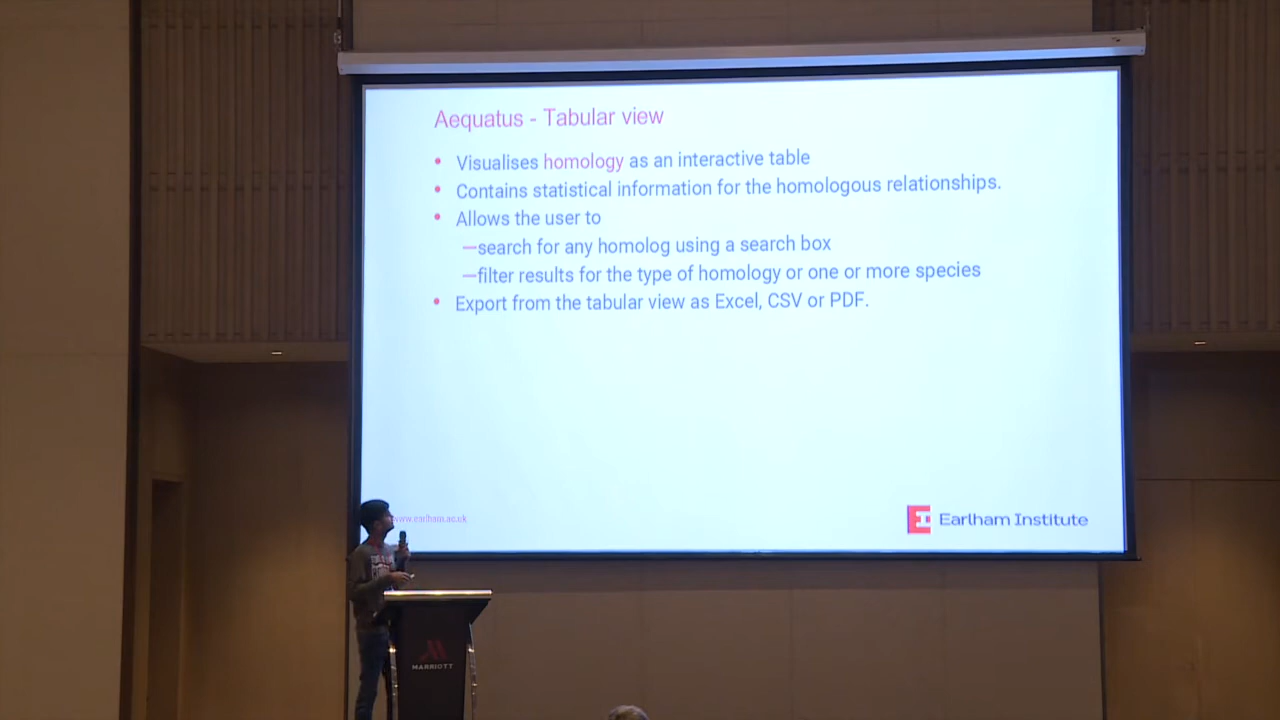 Aequatus - Tabular view
• Visualises homology as an interactive table
• Contains statistical information for the homologous relationships.
• Allows the user to
—search for any homolog using a search box
—filter results for the type of homology or one or more species
• Export from the tabular view as Excel, CSV or PDF.
www.earlham.ac.uk
Earlham Institute
MARRIOTT